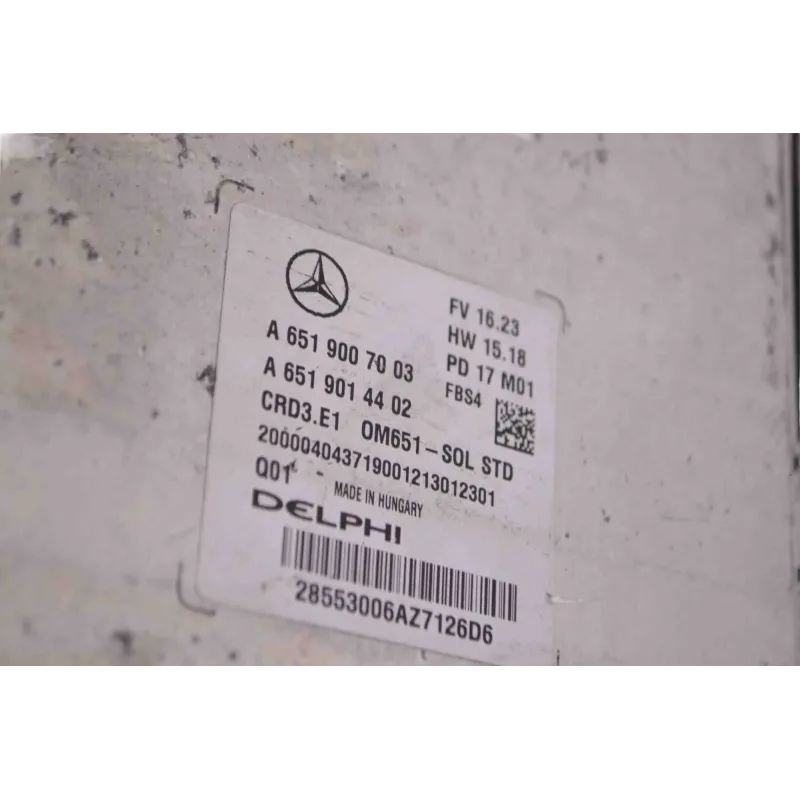 FV 16.23
HW 15.18
PD 17 M01
FBS4
A 651 900 70 03
A 651 901 44 02
CRD3.E1 OM651-SOL STD
200004043719001213012301
Q01
MADE IN HUNGARY
DELPHI
28553006AZ7126D6